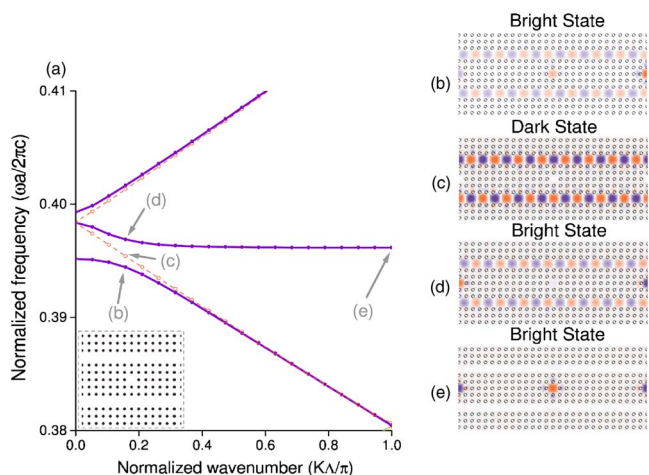 (a)
0.41
0.40
0.39
0.38
Normalized frequency (ωa/2πc)
(d)
(c)
(b)
(e)
0.0
0.2
0.4
0.6
0.8
1.0
Normalized wavenumber (KΛ/π)
Bright State
(b)
Dark State
(c)
Bright State
(d)
Bright State
(e)